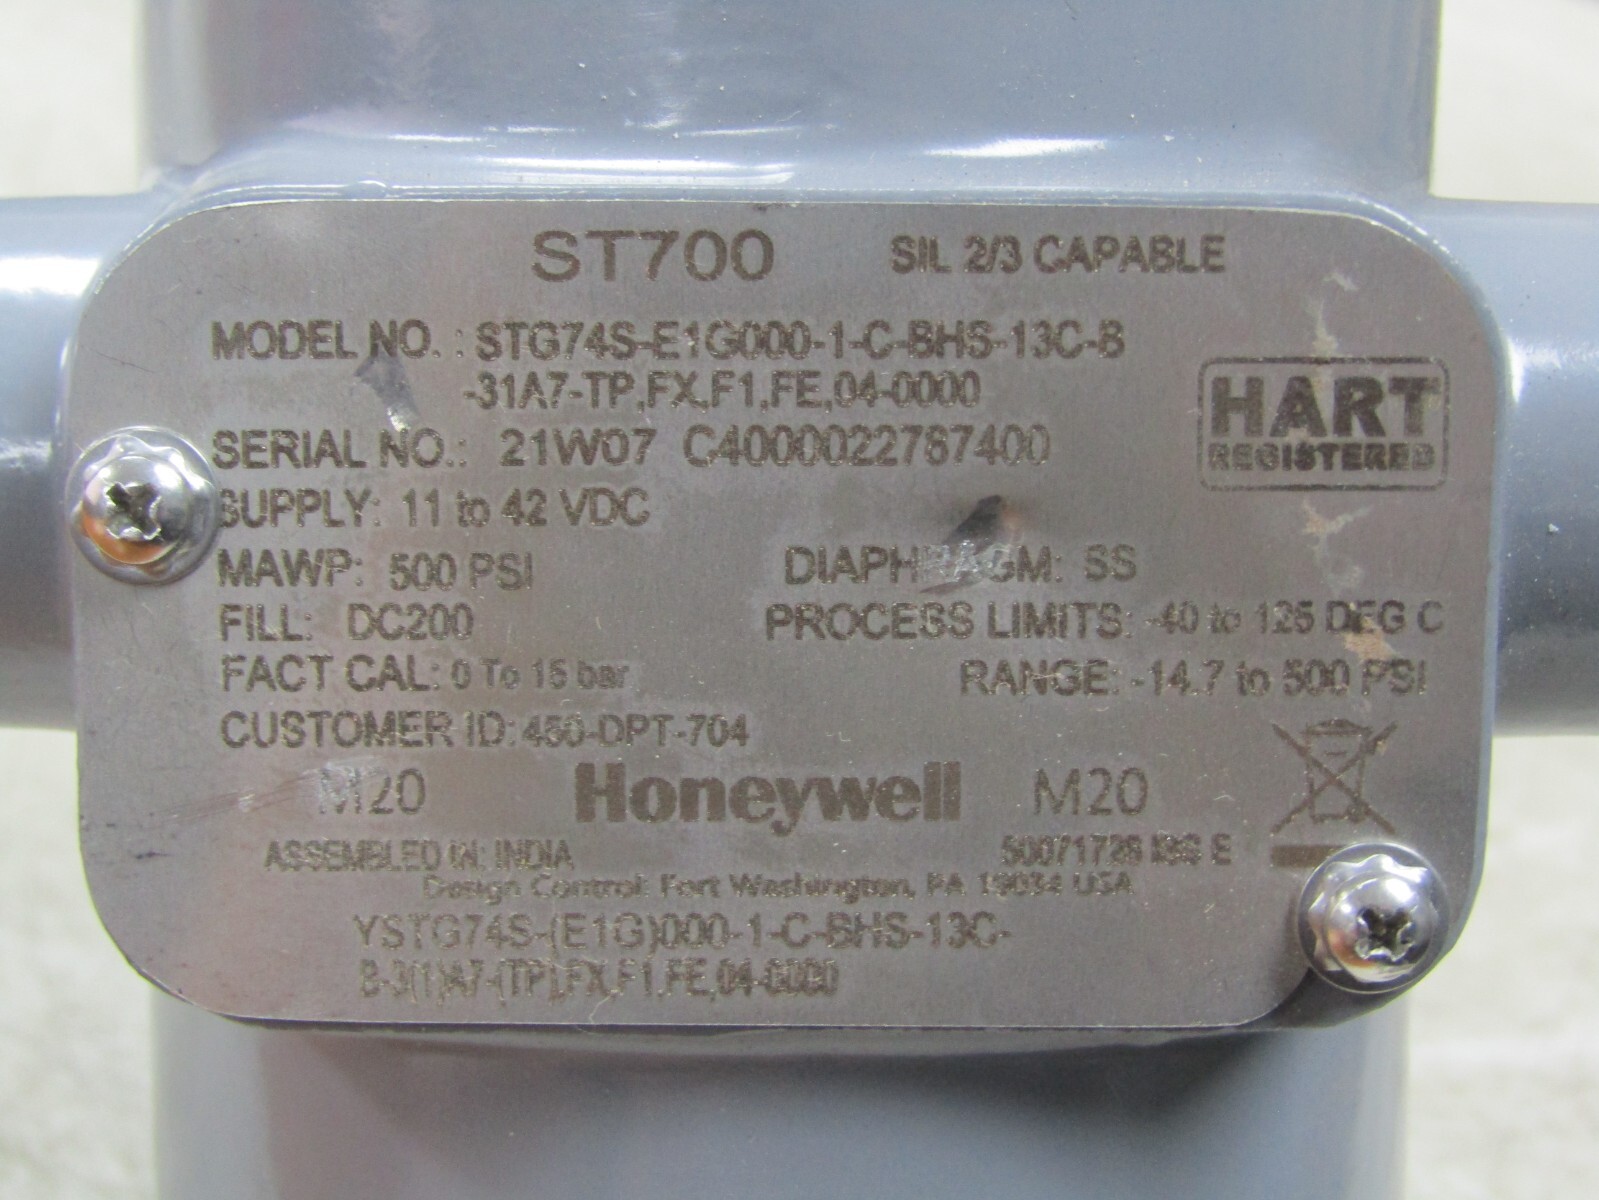 ST700 SIL 2/3 CAPABLE
MODEL NO. : STG74S-E1G000-1-C-BHS-13C-B
-31A7-TP,FX,F1,FE,04-0000
HART
REGISTERED
SERIAL NO.: 21W07 C4000022787400
SUPPLY: 11 to 42 VDC
MAWP: 500 PSI DIAPHRAGM: SS
FILL: DC200 PROCESS LIMITS: -40 to 125 DEG C
FACT CAL: 0 To 16 bar RANGE: -14.7 to 500 PSI
CUSTOMER ID: 450-DPT-704
M20 Honeywell M20
ASSEMBLED IN: INDIA 50071726 E
Design Control: Fort Washington, PA 19034 USA
YSTG74S-(E1G)000-1-C-BHS-13C-
B-3(1)A7-(TP),FX,F1,FE,04-0000